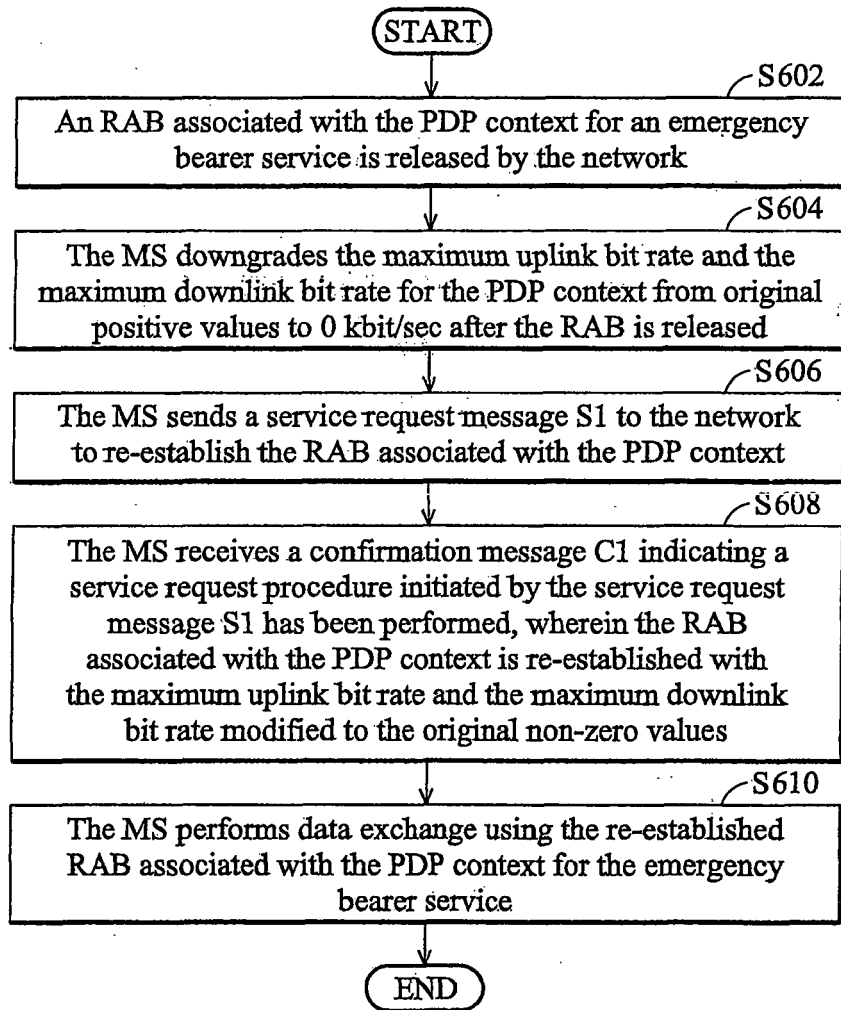 START
S602
An RAB associated with the PDP context for an emergency
bearer service is released by the network
S604
The MS downgrades the maximum uplink bit rate and the
maximum downlink bit rate for the PDP context from original
positive values to 0 kbit/sec after the RAB is released
S606
The MS sends a service request message S1 to the network
to re-establish the RAB associated with the PDP context
S608
The MS receives a confirmation message C1 indicating a
service request procedure initiated by the service request
message S1 has been performed, wherein the RAB
associated with the PDP context is re-established with
the maximum uplink bit rate and the maximum downlink
bit rate modified to the original non-zero values
S610
The MS performs data exchange using the re-established
RAB associated with the PDP context for the emergency
bearer service
END